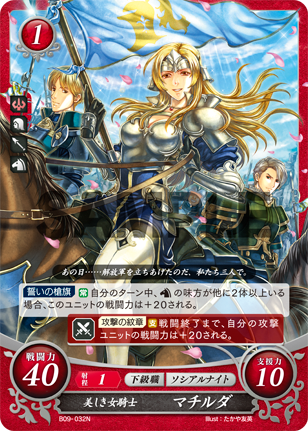 1
SAMPLE
あの日……解放軍を立ちあげたのだ、私たち三人で。
誓いの槍旗 常 自分のターン中、の味方が他に2体以上いる
場合、このユニットの戦闘力は+20される。
攻撃の紋章 支 戦闘終了まで、自分の攻撃
ユニットの戦闘力は+20される。
戦闘力
40
射程 1 下級職 ソシアルナイト
支援力
10
美しき女騎士 マチルダ
B09-032N
Illust:たかや友英